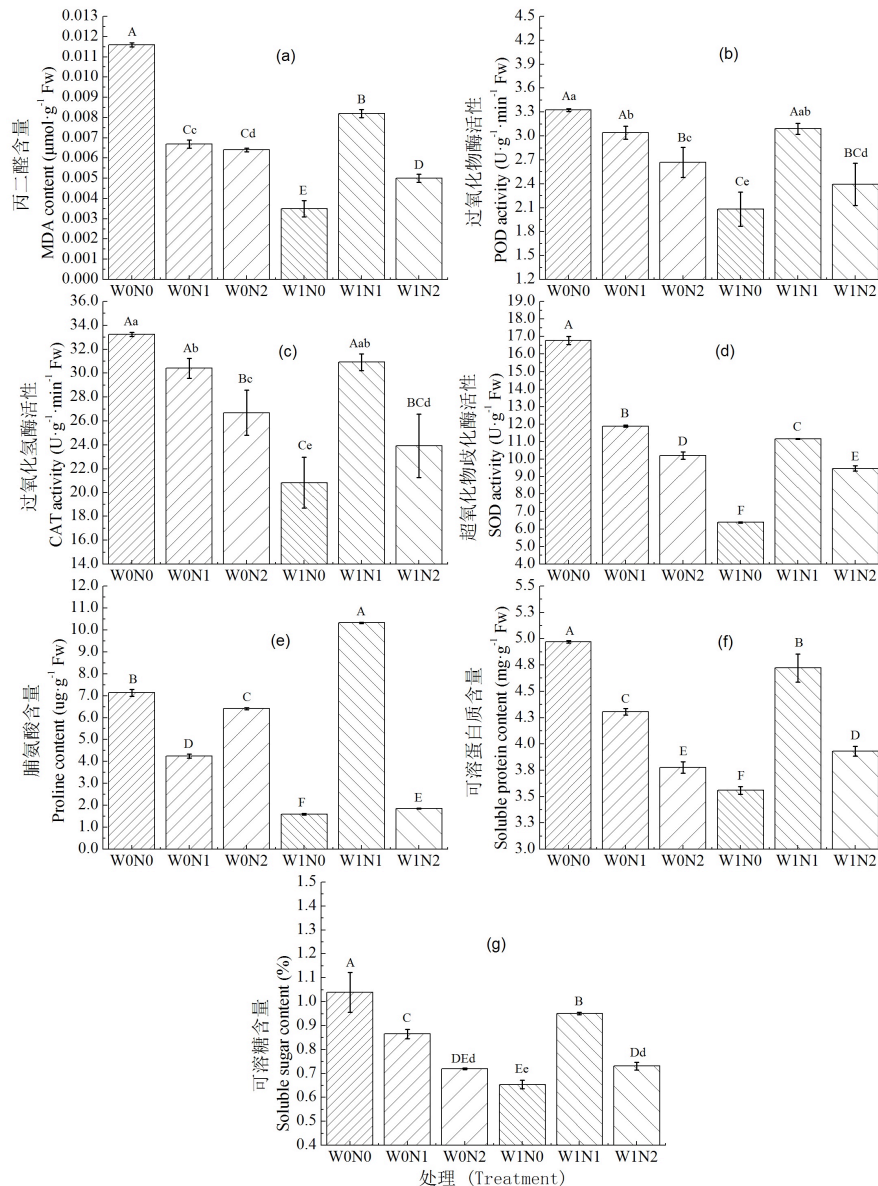 (a)
丙二醛含量
MDA content (μmol·g⁻¹ Fw)
0.013
0.012
0.011
0.009
0.008
0.007
0.005
0.004
0.003
0.001
0.000
A
Cc
Cd
E
B
D
W0N0 W0N1 W0N2 W1N0 W1N1 W1N2
(b)
过氧化物酶活性
POD activity (U·g⁻¹·min⁻¹ Fw)
4.2
3.9
3.6
3.3
3.0
2.7
2.4
2.1
1.8
1.5
1.2
Aa
Ab
Bc
Ce
Aab
BCd
W0N0 W0N1 W0N2 W1N0 W1N1 W1N2
(c)
过氧化氢酶活性
CAT activity (U·g⁻¹·min⁻¹ Fw)
36.0
34.0
32.0
30.0
28.0
26.0
24.0
22.0
20.0
18.0
16.0
14.0
Aa
Ab
Bc
Ce
Aab
BCd
W0N0 W0N1 W0N2 W1N0 W1N1 W1N2
(d)
超氧化物歧化酶活性
SOD activity (U·g⁻¹ Fw)
19.0
17.0
16.0
14.0
13.0
12.0
10.0
9.0
8.0
6.0
5.0
4.0
A
B
D
F
C
E
W0N0 W0N1 W0N2 W1N0 W1N1 W1N2
(e)
脯氨酸含量
Proline content (ug·g⁻¹ Fw)
12.0
11.0
10.0
9.0
8.0
7.0
6.0
5.0
4.0
3.0
2.0
1.0
0.0
B
D
C
F
A
E
W0N0 W0N1 W0N2 W1N0 W1N1 W1N2
(f)
可溶蛋白质含量
Soluble protein content (mg·g⁻¹ Fw)
5.5
5.3
5.0
4.8
4.5
4.3
4.0
3.8
3.5
3.3
3.0
A
C
E
F
B
D
W0N0 W0N1 W0N2 W1N0 W1N1 W1N2
(g)
可溶糖含量
Soluble sugar content (%)
1.5
1.4
1.3
1.2
1.1
1.0
0.9
0.8
0.7
0.6
0.5
0.4
A
C
DEd
Ee
B
Dd
W0N0 W0N1 W0N2 W1N0 W1N1 W1N2
处理 (Treatment)